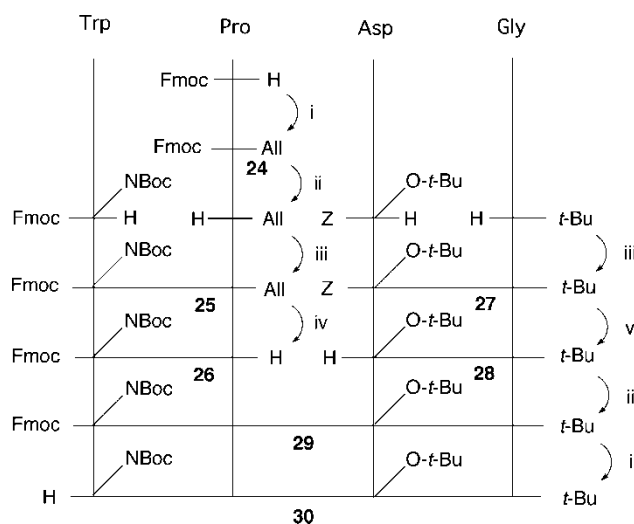 Trp Pro Asp Gly
Fmoc H
i
Fmoc All
24
ii
NBoc O-t-Bu
Fmoc H H All Z H H t-Bu
iii iii
NBoc O-t-Bu
Fmoc All Z t-Bu
25 27
iv v
NBoc O-t-Bu
Fmoc H H t-Bu
26 28
ii
NBoc O-t-Bu
Fmoc t-Bu
29
i
NBoc O-t-Bu
H t-Bu
30